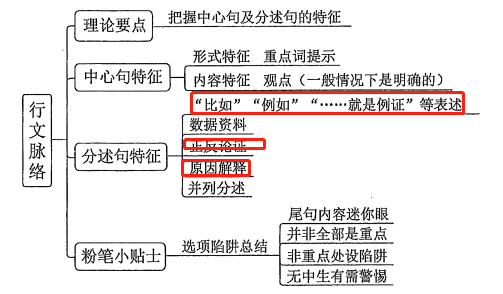 理论要点
把握中心句及分述句的特征
形式特征 重点词提示
中心句特征
内容特征 观点（一般情况下是明确的）
“比如”“例如”“……就是例证”等表述
行文脉络
数据资料
正反论证
分述句特征
原因解释
并列分述
尾句内容迷你眼
并非全部是重点
粉笔小贴士
选项陷阱总结
非重点处设陷阱
无中生有需警惕